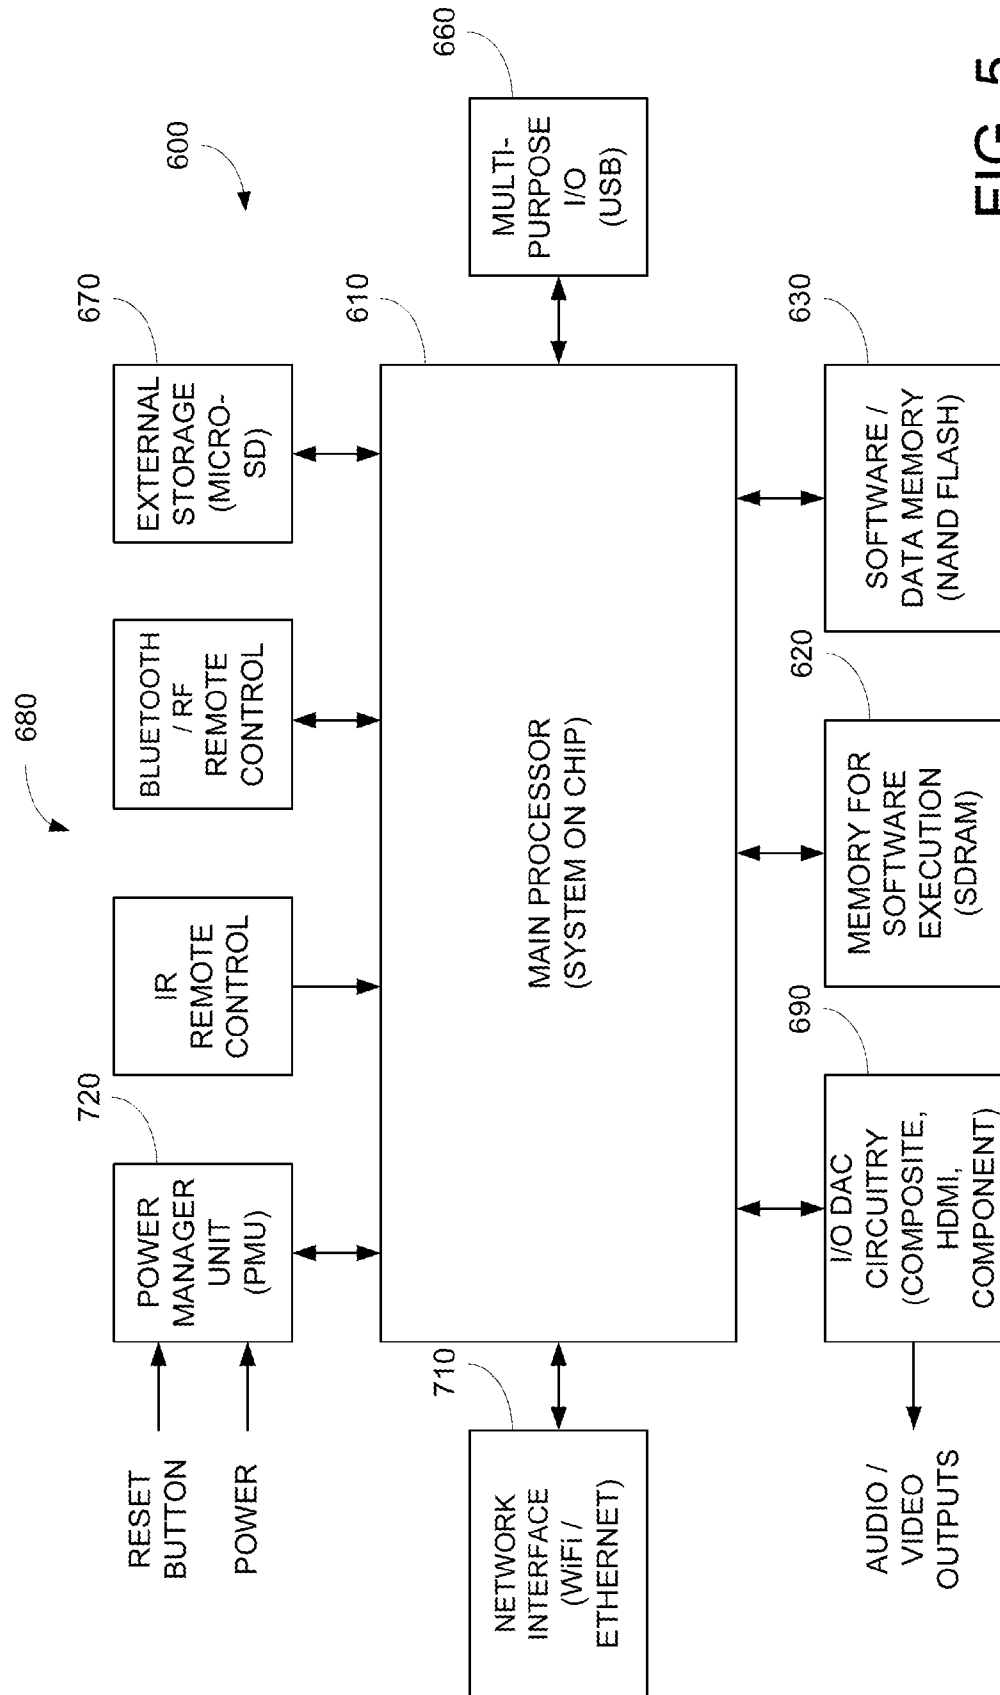 680
600
RESET
BUTTON
POWER
720
POWER
MANAGER
UNIT
(PMU)
IR
REMOTE
CONTROL
BLUETOOTH
/ RF
REMOTE
CONTROL
670
EXTERNAL
STORAGE
(MICRO-
SD)
710
NETWORK
INTERFACE
(WiFi /
ETHERNET)
610
MAIN PROCESSOR
(SYSTEM ON CHIP)
660
MULTI-
PURPOSE
I/O
(USB)
AUDIO /
VIDEO
OUTPUTS
690
I/O DAC
CIRCUITRY
(COMPOSITE,
HDMI,
COMPONENT)
620
MEMORY FOR
SOFTWARE
EXECUTION
(SDRAM)
630
SOFTWARE /
DATA MEMORY
(NAND FLASH)
FIG. 5